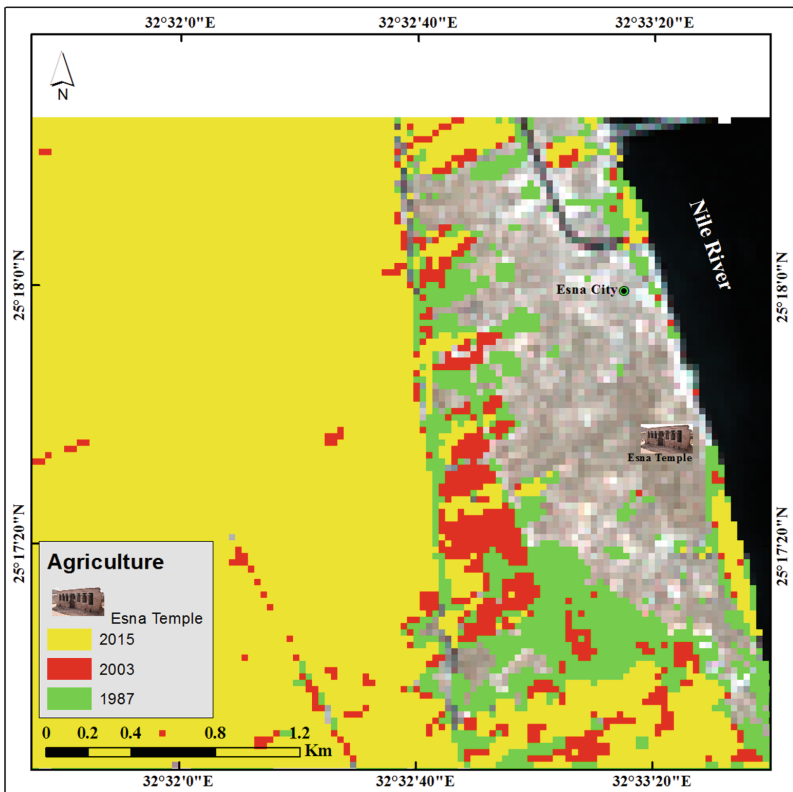 32°32'0"E 32°32'40"E 32°33'20"E
N
Nile River
25°18'0"N
25°18'0"N
Esna City
Esna Temple
25°17'20"N
25°17'20"N
Agriculture
Esna Temple
2015
2003
1987
0 0.2 0.4 0.8 1.2
Km
32°32'0"E 32°32'40"E 32°33'20"E